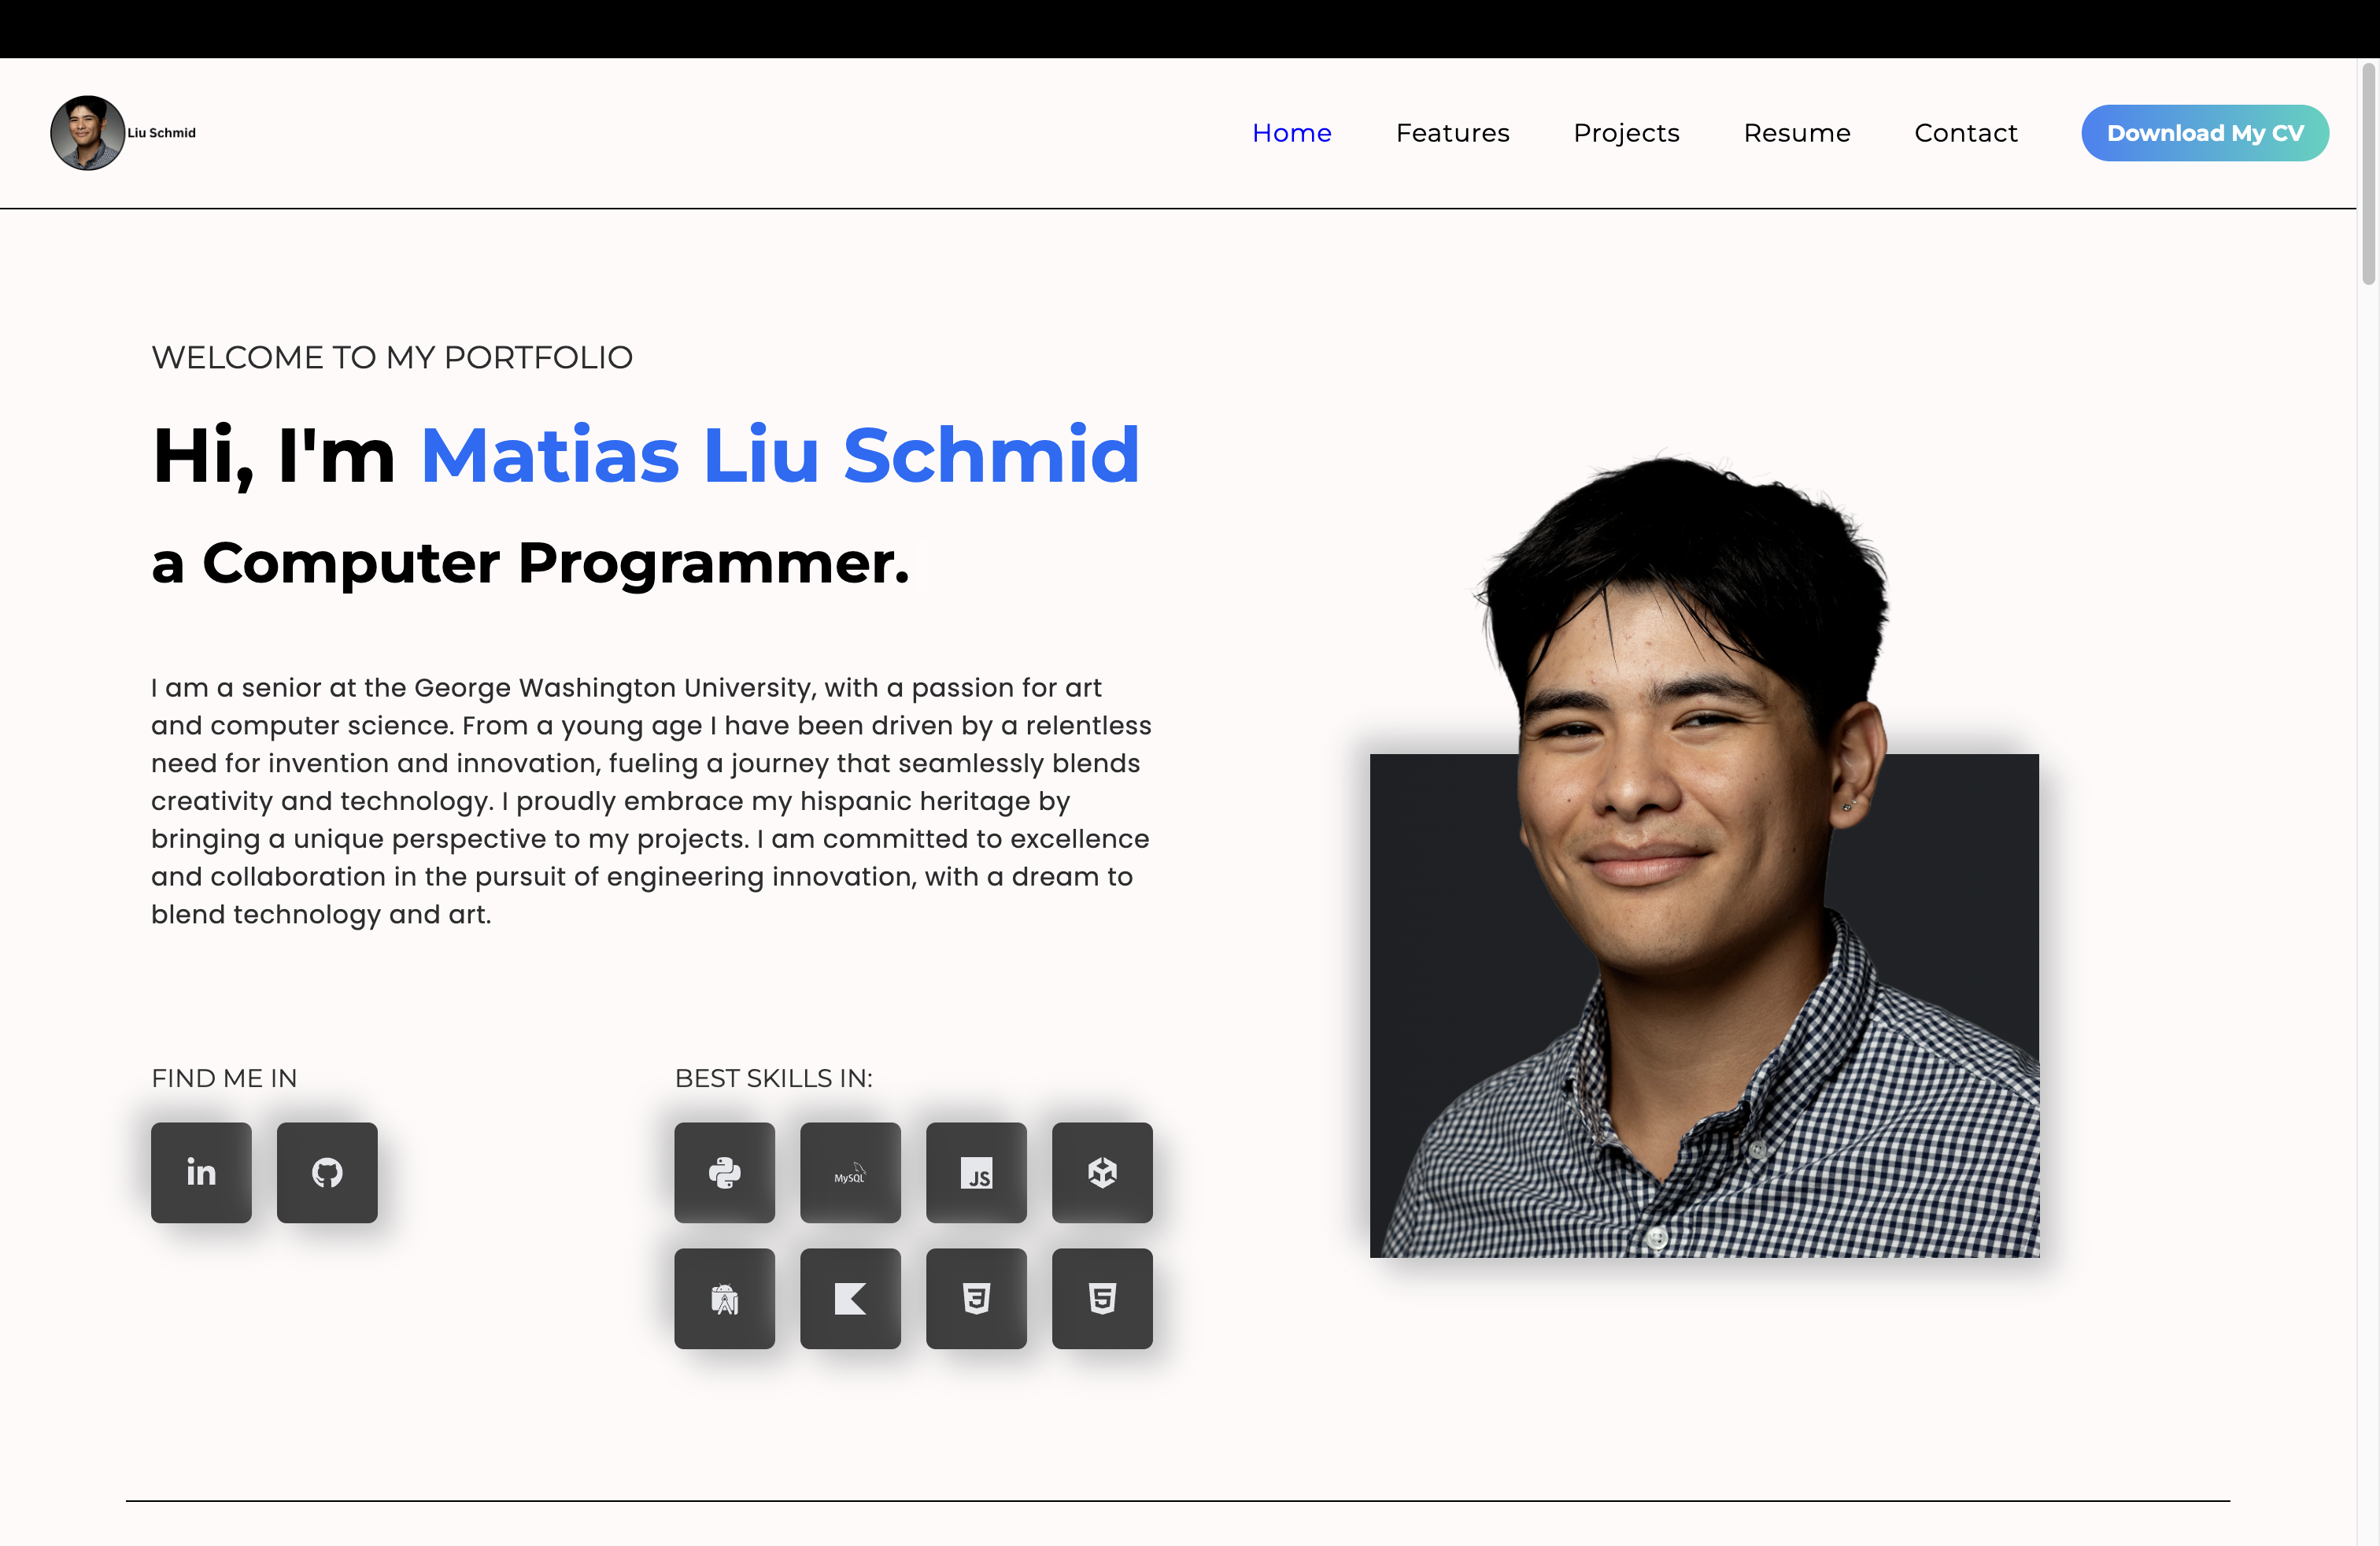 Liu Schmid
Home Features Projects Resume Contact Download My CV
WELCOME TO MY PORTFOLIO
Hi, I'm Matias Liu Schmid
a Computer Programmer.
I am a senior at the George Washington University, with a passion for art
and computer science. From a young age I have been driven by a relentless
need for invention and innovation, fueling a journey that seamlessly blends
creativity and technology. I proudly embrace my hispanic heritage by
bringing a unique perspective to my projects. I am committed to excellence
and collaboration in the pursuit of engineering innovation, with a dream to
blend technology and art.
FIND ME IN
in
BEST SKILLS IN:
MySQL JS
3 5